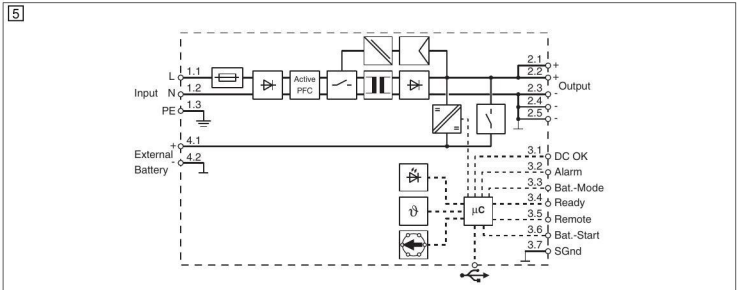 5
L 1.1
Input N 1.2
PE 1.3
Active
PFC
2.1 +
2.2 +
Output
2.3 -
2.4 -
2.5 -
= =
+ 4.1
External
Battery - 4.2
ϑ
µC
3.1 DC OK
3.2 Alarm
3.3 Bat.-Mode
3.4 Ready
3.5 Remote
3.6 Bat.-Start
3.7 SGnd